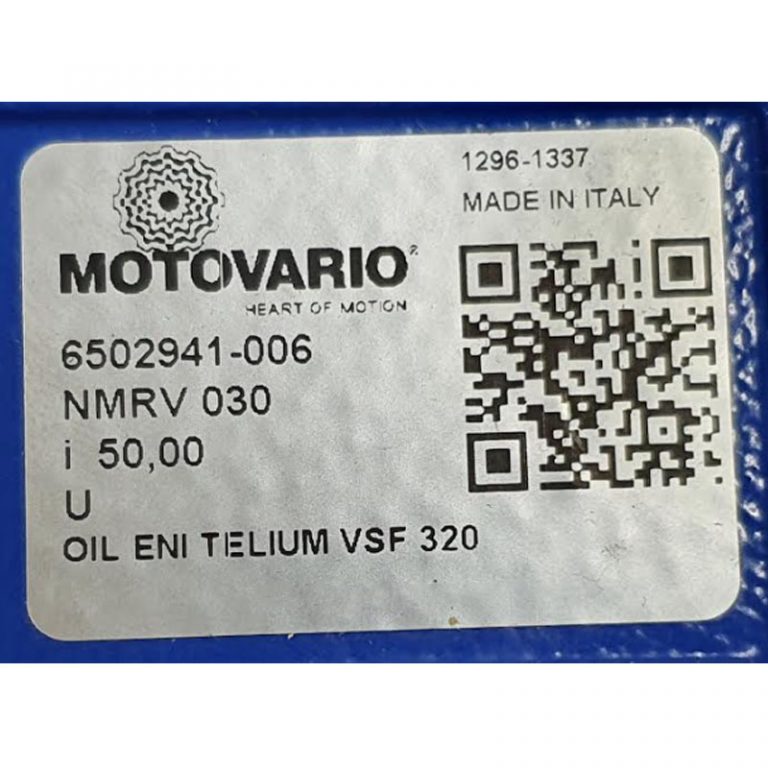 1296-1337
MADE IN ITALY
MOTOVARIO
HEART OF MOTION
6502941-006
NMRV 030
i 50,00
U
OIL ENI TELIUM VSF 320